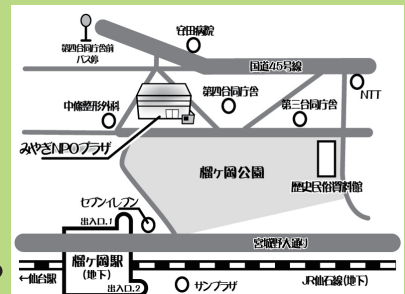 安田病院
第四合同庁舎前
バス停
国道45号線
NTT
中條整形外科
第四合同庁舎
第三合同庁舎
みやぎNPOプラザ
榴ヶ岡公園
歴史民俗資料館
セブンイレブン
出入口.1
宮城野大通り
榴ヶ岡駅
(地下)
←仙台駅
出入口.2
サンプラザ
JR仙石線(地下)